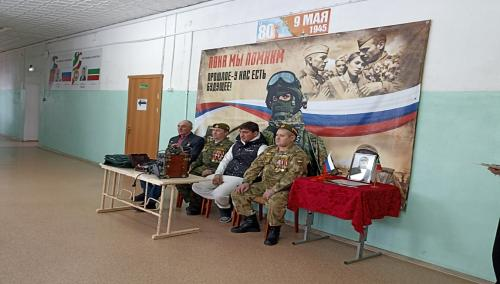 80
9 МАЯ
1945
ПОКА МЫ ПОМНИМ
ПРОШЛОЕ-У НАС ЕСТЬ
БУДУЩЕЕ!